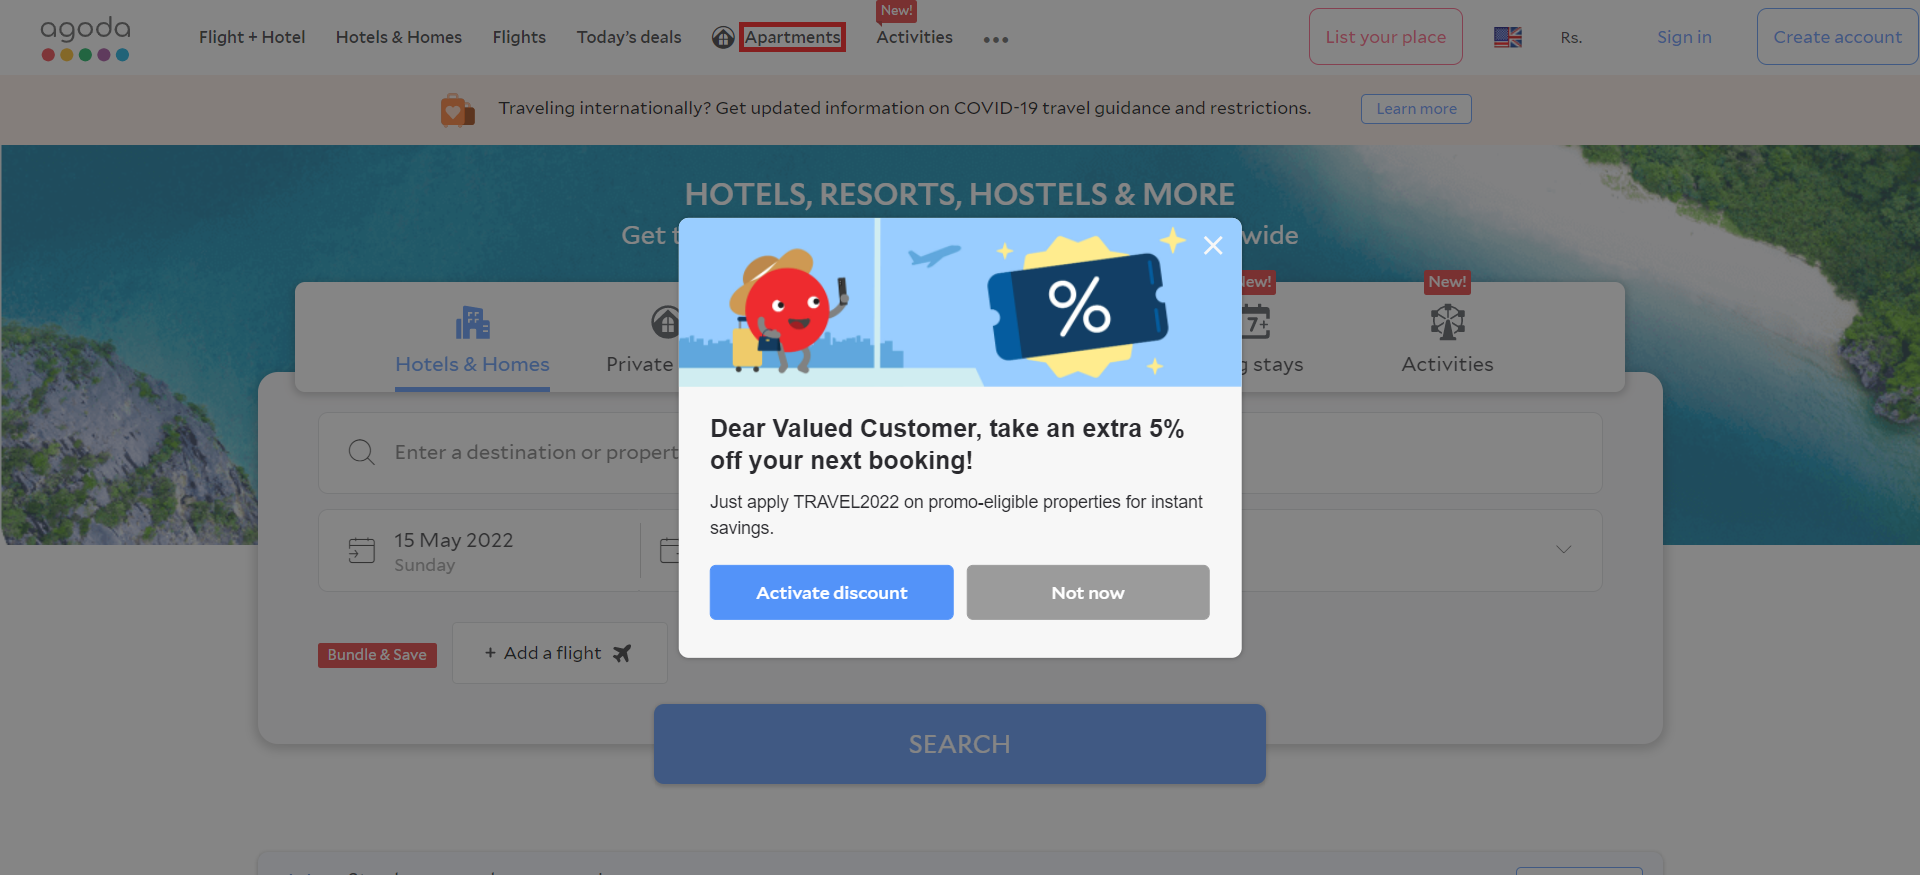 agoda
Flight + Hotel
Hotels & Homes
Flights
Today's deals
Apartments
New!
Activities
List your place
Rs.
Sign in
Create account
Traveling internationally? Get updated information on COVID-19 travel guidance and restrictions.
Learn more
HOTELS, RESORTS, HOSTELS & MORE
Get
wide
Hotels & Homes
Private
New!
7+
stays
New!
Activities
%
Dear Valued Customer, take an extra 5%
off your next booking!
Just apply TRAVEL2022 on promo-eligible properties for instant
savings.
Activate discount
Not now
Enter a destination or propert
15 May 2022
Sunday
Bundle & Save
+ Add a flight
SEARCH